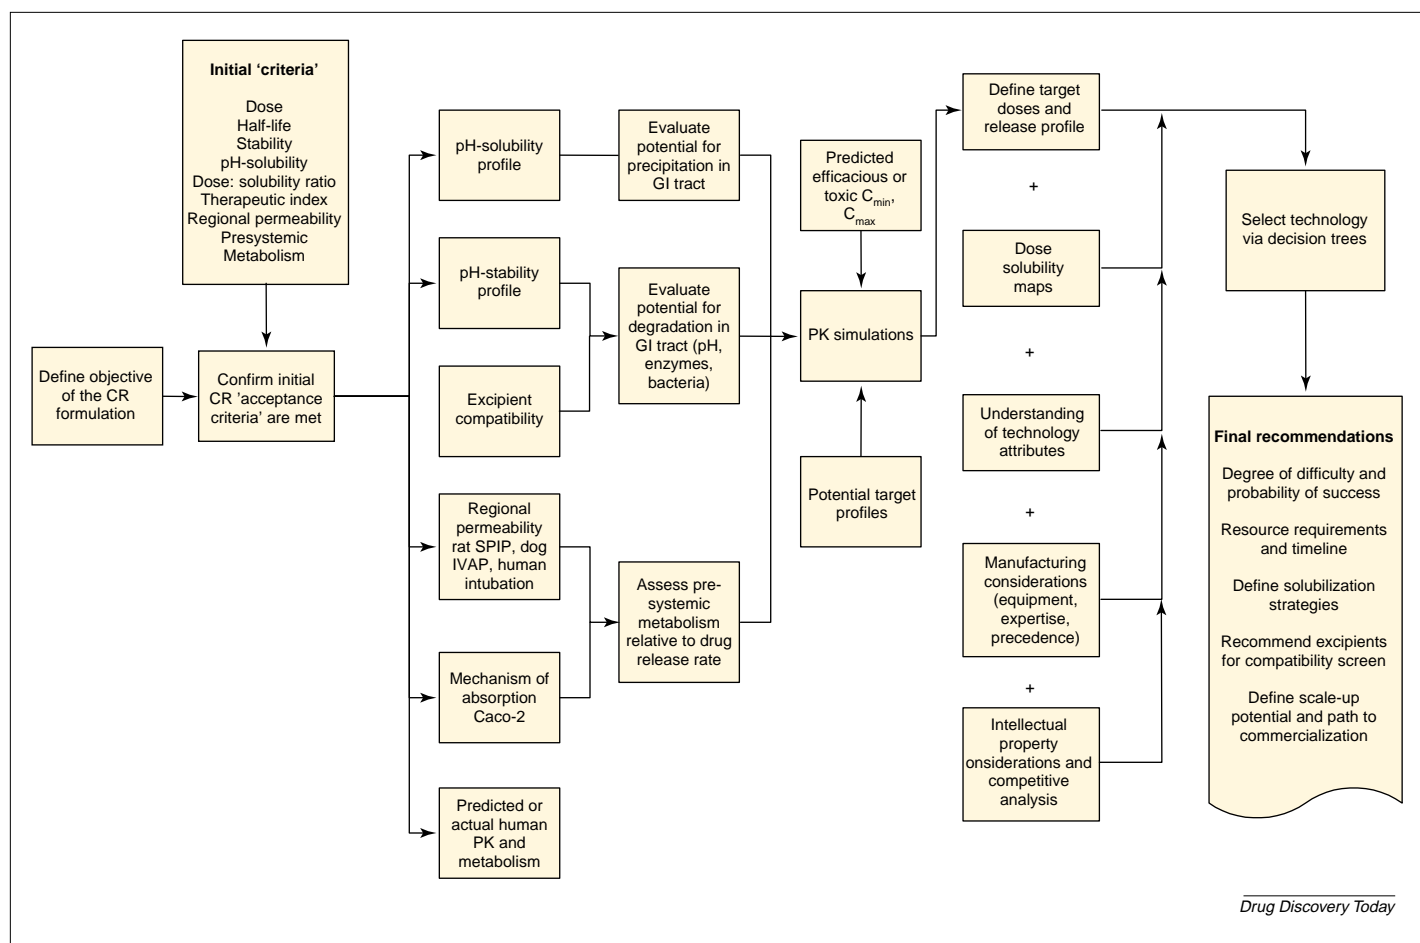 Initial ‘criteria’
Dose
Half-life
Stability
pH-solubility
Dose: solubility ratio
Therapeutic index
Regional permeability
Presystemic
Metabolism
Define objective
of the CR
formulation
Confirm initial
CR ’acceptance
criteria’ are met
pH-solubility
profile
pH-stability
profile
Excipient
compatibility
Regional
permeability
rat SPIP, dog
IVAP, human
intubation
Mechanism of
absorption
Caco-2
Predicted or
actual human
PK and
metabolism
Evaluate
potential for
precipitation in
GI tract
Evaluate
potential for
degradation in
GI tract (pH,
enzymes,
bacteria)
Assess pre-
systemic
metabolism
relative to drug
release rate
Predicted
efficacious or
toxic Cmin,
Cmax
PK simulations
Potential target
profiles
Define target
doses and
release profile
+
Dose
solubility
maps
+
Understanding
of technology
attributes
+
Manufacturing
considerations
(equipment,
expertise,
precedence)
+
Intellectual
property
onsiderations and
competitive
analysis
Select technology
via decision trees
Final recommendations
Degree of difficulty and
probability of success
Resource requirements
and timeline
Define solubilization
strategies
Recommend excipients
for compatibility screen
Define scale-up
potential and path to
commercialization
Drug Discovery Today